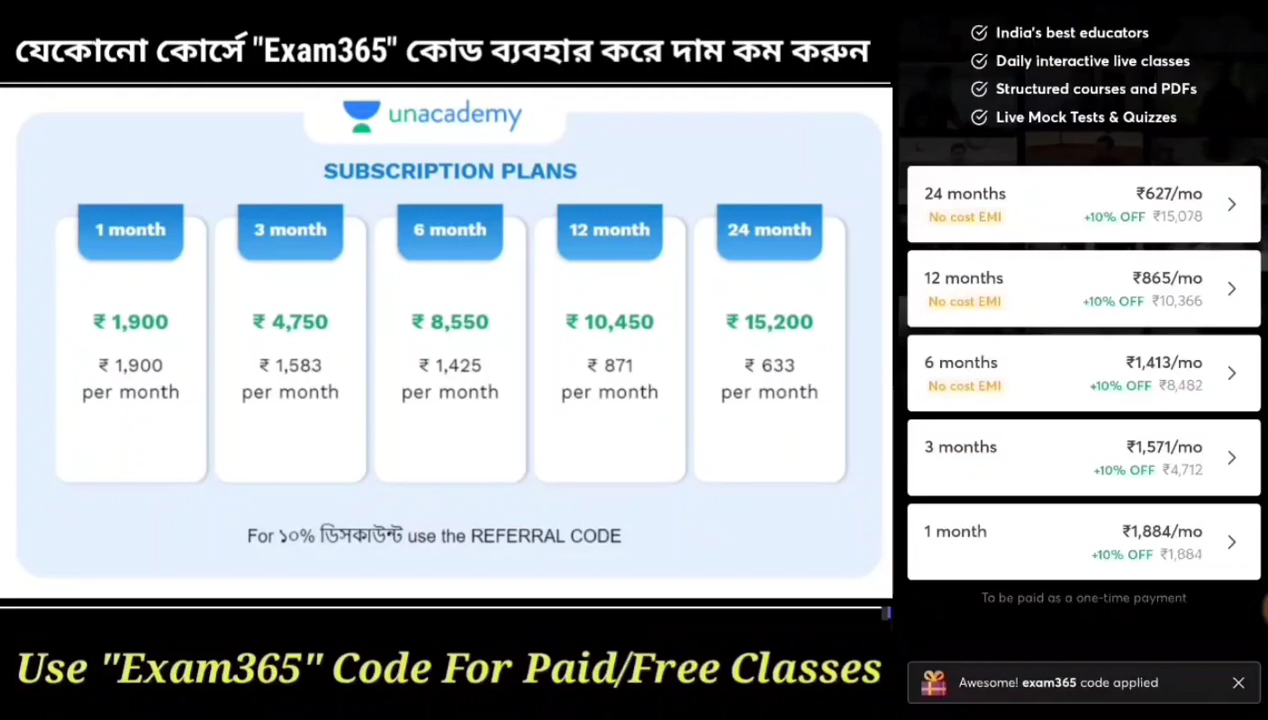 যেকোনো কোর্সে "Exam365" কোড ব্যবহার করে দাম কম করুন
unacademy
SUBSCRIPTION PLANS
1 month
3 month
6 month
12 month
24 month
₹ 1,900
₹ 4,750
₹ 8,550
₹ 10,450
₹ 15,200
₹ 1,900
₹ 1,583
₹ 1,425
₹ 871
₹ 633
per month
per month
per month
per month
per month
For ১০% ডিসকাউন্ট use the REFERRAL CODE
Use "Exam365" Code For Paid/Free Classes
India's best educators
Daily interactive live classes
Structured courses and PDFs
Live Mock Tests & Quizzes
24 months ₹627/mo
No cost EMI +10% OFF ₹15,078
12 months ₹865/mo
No cost EMI +10% OFF ₹10,366
6 months ₹1,413/mo
No cost EMI +10% OFF ₹8,482
3 months ₹1,571/mo
+10% OFF ₹4,712
1 month ₹1,884/mo
+10% OFF ₹1,884
To be paid as a one-time payment
Awesome! exam365 code applied